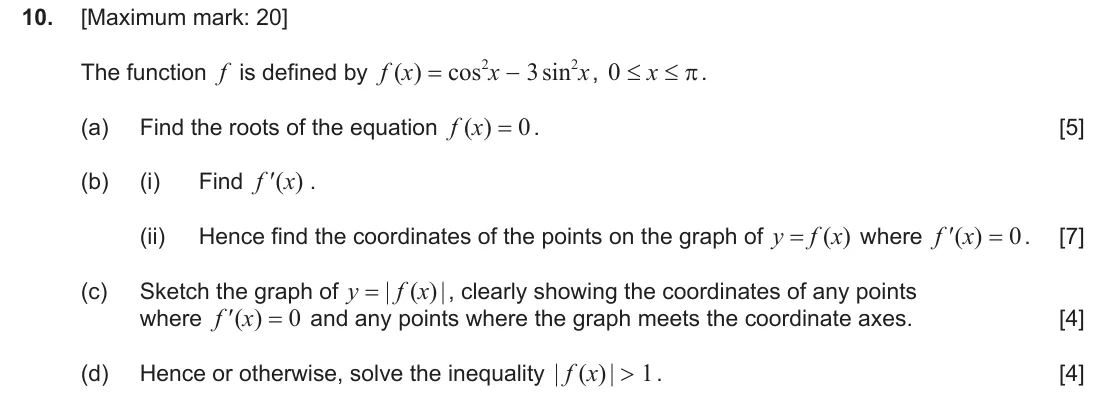 10. [Maximum mark: 20]
The function f is defined by f(x) = cos²x − 3 sin²x, 0 ≤ x ≤ π.
(a) Find the roots of the equation f(x) = 0. [5]
(b) (i) Find f′(x).
(ii) Hence find the coordinates of the points on the graph of y = f(x) where f′(x) = 0. [7]
(c) Sketch the graph of y = |f(x)|, clearly showing the coordinates of any points
where f′(x) = 0 and any points where the graph meets the coordinate axes. [4]
(d) Hence or otherwise, solve the inequality |f(x)| > 1. [4]